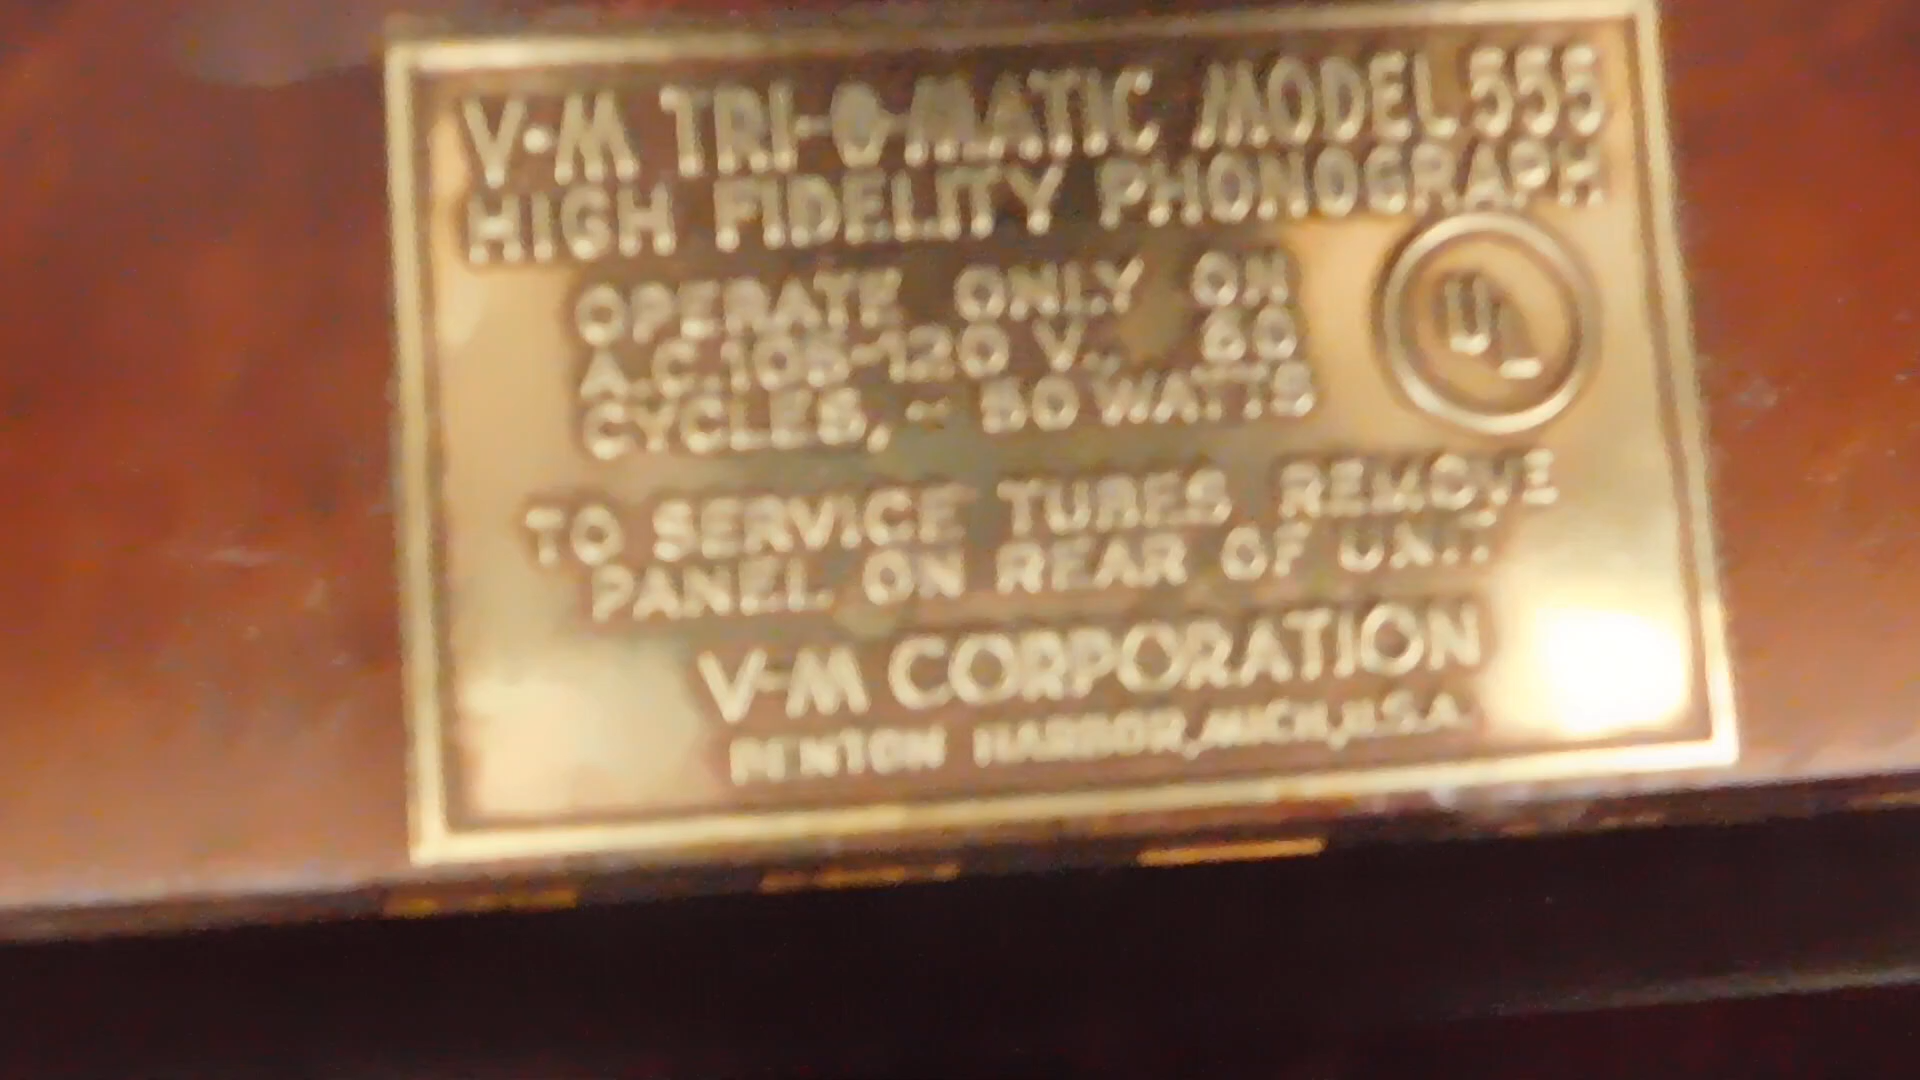 V-M TRI-O-MATIC MODEL 555
HIGH FIDELITY PHONOGRAPH
OPERATE ONLY ON
A.C. 105-120 V., 60
CYCLES, ~ 50 WATTS
UL
TO SERVICE TUBES REMOVE
PANEL ON REAR OF UNIT
V-M CORPORATION
BENTON HARBOR, MICH., U.S.A.